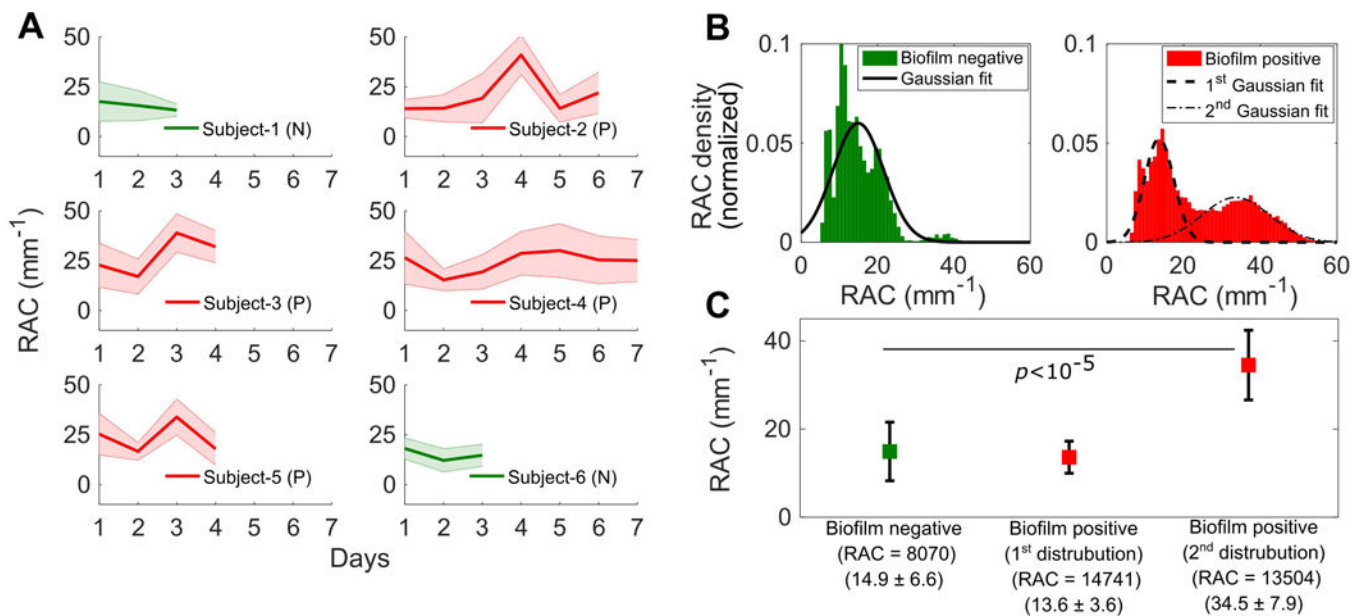 A
RAC (mm⁻¹)
50
25
0
Subject-1 (N)
1 2 3 4 5 6 7
50
25
0
Subject-2 (P)
1 2 3 4 5 6 7
50
25
0
Subject-3 (P)
1 2 3 4 5 6 7
50
25
0
Subject-4 (P)
1 2 3 4 5 6 7
50
25
0
Subject-5 (P)
1 2 3 4 5 6 7
50
25
0
Subject-6 (N)
1 2 3 4 5 6 7
Days
B
RAC density
(normalized)
0.1
0.05
0
Biofilm negative
Gaussian fit
0 20 40 60
RAC (mm⁻¹)
0.1
0.05
0
Biofilm positive
1ˢᵗ Gaussian fit
2ⁿᵈ Gaussian fit
0 20 40 60
RAC (mm⁻¹)
C
RAC (mm⁻¹)
40
20
0
p<10⁻⁵
Biofilm negative
(RAC = 8070)
(14.9 ± 6.6)
Biofilm positive
(1ˢᵗ distrubution)
(RAC = 14741)
(13.6 ± 3.6)
Biofilm positive
(2ⁿᵈ distrubution)
(RAC = 13504)
(34.5 ± 7.9)